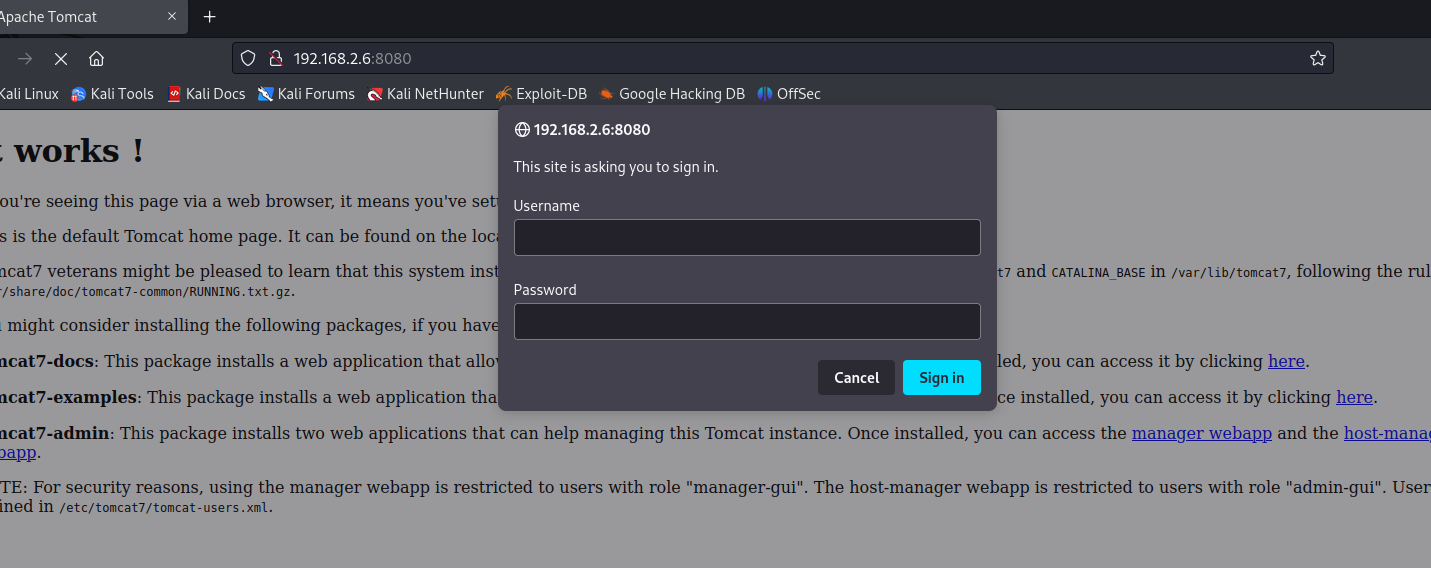 Apache Tomcat
192.168.2.6:8080
Kali Linux Kali Tools Kali Docs Kali Forums Kali NetHunter Exploit-DB Google Hacking DB OffSec
192.168.2.6:8080
This site is asking you to sign in.
Username
Password
Cancel Sign in
works !
you're seeing this page via a web browser, it means you've set
is the default Tomcat home page. It can be found on the loca
veterans might be pleased to learn that this system inst and CATALINA_BASE in /var/lib/tomcat7, following the rul
/share/doc/tomcat7-common/RUNNING.txt.gz.
might consider installing the following packages, if you have
mcat7-docs: This package installs a web application that allo led, you can access it by clicking here.
mcat7-examples: This package installs a web application tha ce installed, you can access it by clicking here.
mcat7-admin: This package installs two web applications that can help managing this Tomcat instance. Once installed, you can access the manager webapp and the host-mana
bapp.
TE: For security reasons, using the manager webapp is restricted to users with role "manager-gui". The host-manager webapp is restricted to users with role "admin-gui". User
ined in /etc/tomcat7/tomcat-users.xml.